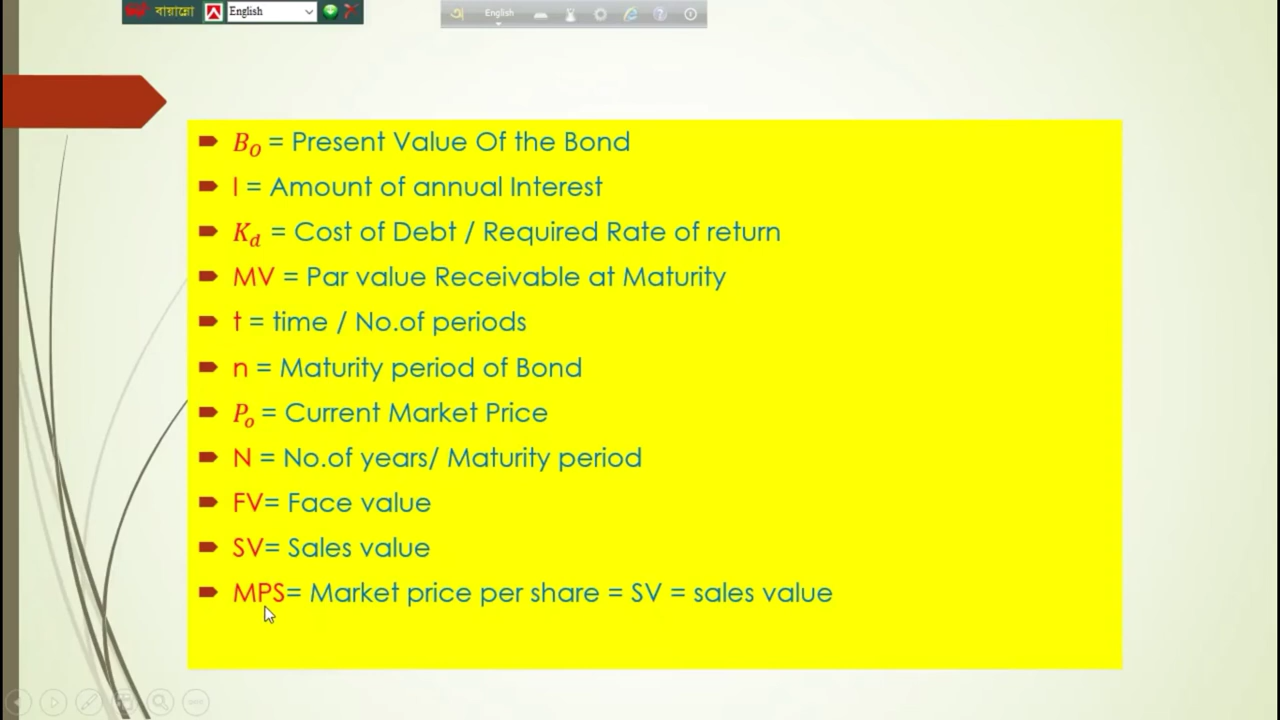 বায়ান্নো English
English
B₀ = Present Value Of the Bond
I = Amount of annual Interest
K_d = Cost of Debt / Required Rate of return
MV = Par value Receivable at Maturity
t = time / No.of periods
n = Maturity period of Bond
Pₒ = Current Market Price
N = No.of years/ Maturity period
FV= Face value
SV= Sales value
MPS= Market price per share = SV = sales value